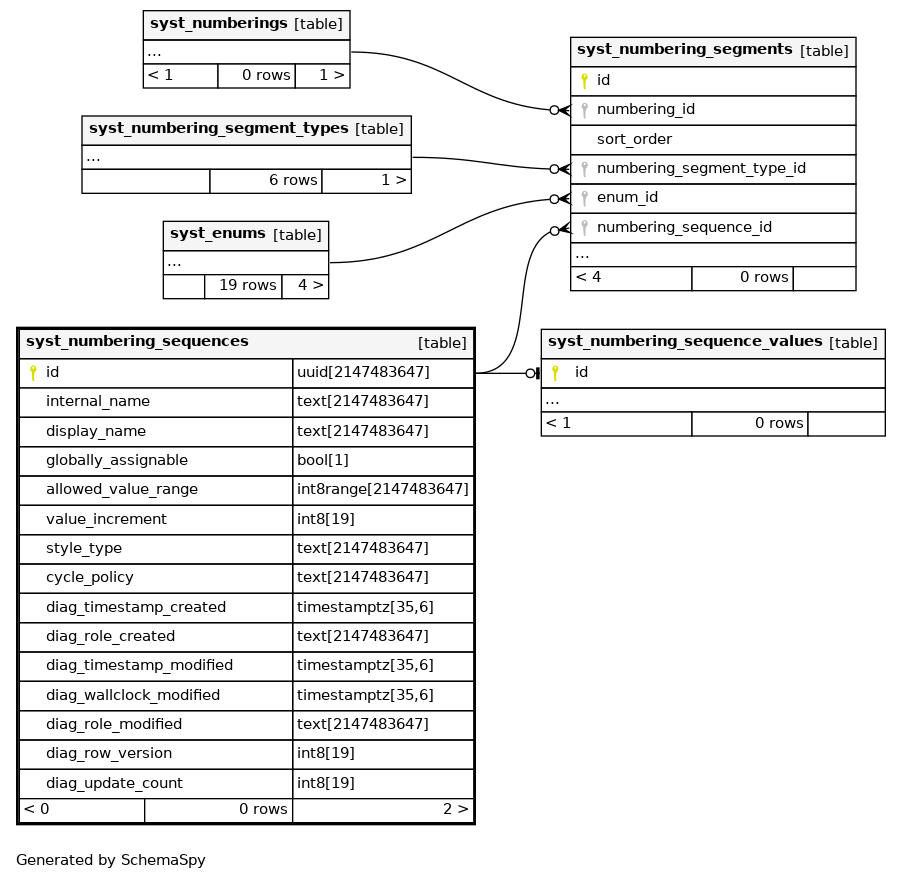 syst_numberings [table]
...
< 1 0 rows 1 >
syst_numbering_segment_types [table]
...
6 rows 1 >
syst_enums [table]
...
19 rows 4 >
syst_numbering_segments [table]
id
numbering_id
sort_order
numbering_segment_type_id
enum_id
numbering_sequence_id
...
< 4 0 rows
syst_numbering_sequences [table]
id uuid[2147483647]
internal_name text[2147483647]
display_name text[2147483647]
globally_assignable bool[1]
allowed_value_range int8range[2147483647]
value_increment int8[19]
style_type text[2147483647]
cycle_policy text[2147483647]
diag_timestamp_created timestamptz[35,6]
diag_role_created text[2147483647]
diag_timestamp_modified timestamptz[35,6]
diag_wallclock_modified timestamptz[35,6]
diag_role_modified text[2147483647]
diag_row_version int8[19]
diag_update_count int8[19]
< 0 0 rows 2 >
syst_numbering_sequence_values [table]
id
...
< 1 0 rows
Generated by SchemaSpy